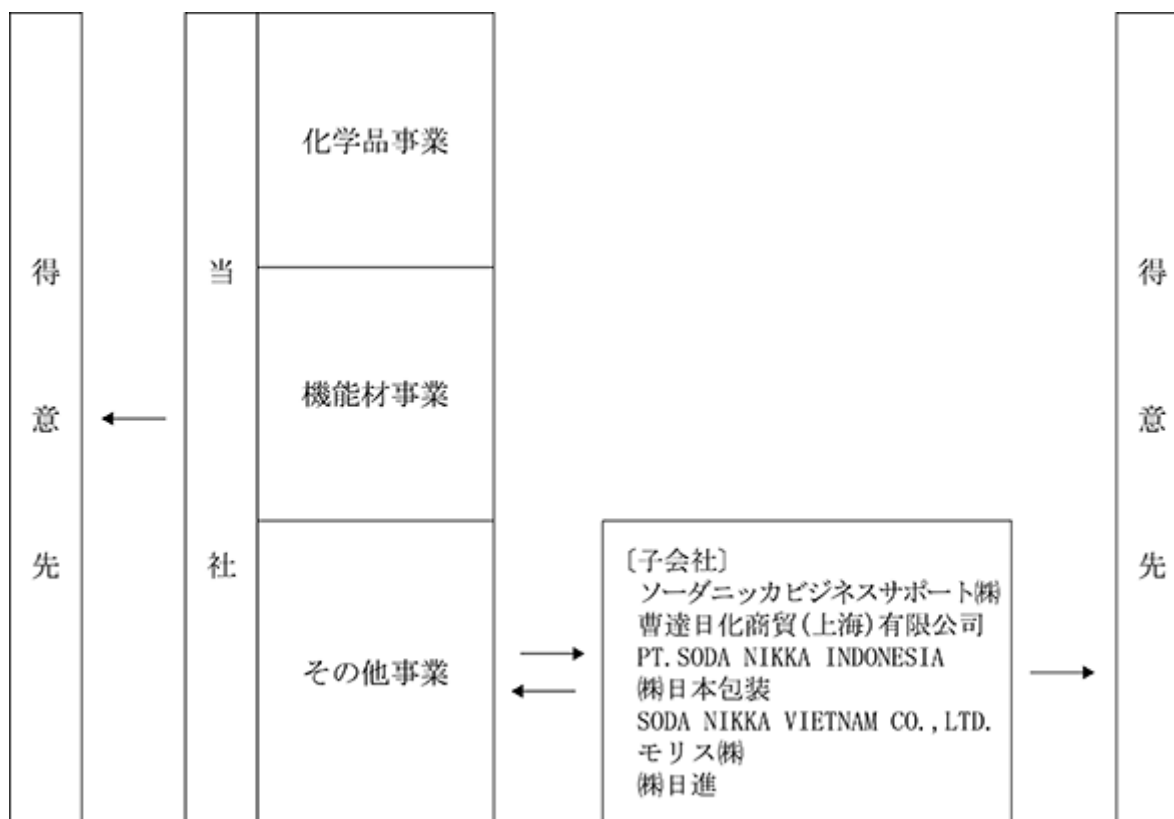 得意先
当社
化学品事業
機能材事業
その他事業
〔子会社〕
ソーダニッカビジネスサポート㈱
曹達日化商貿(上海)有限公司
PT.SODA NIKKA INDONESIA
㈱日本包装
SODA NIKKA VIETNAM CO.,LTD.
モリス㈱
㈱日進
得意先